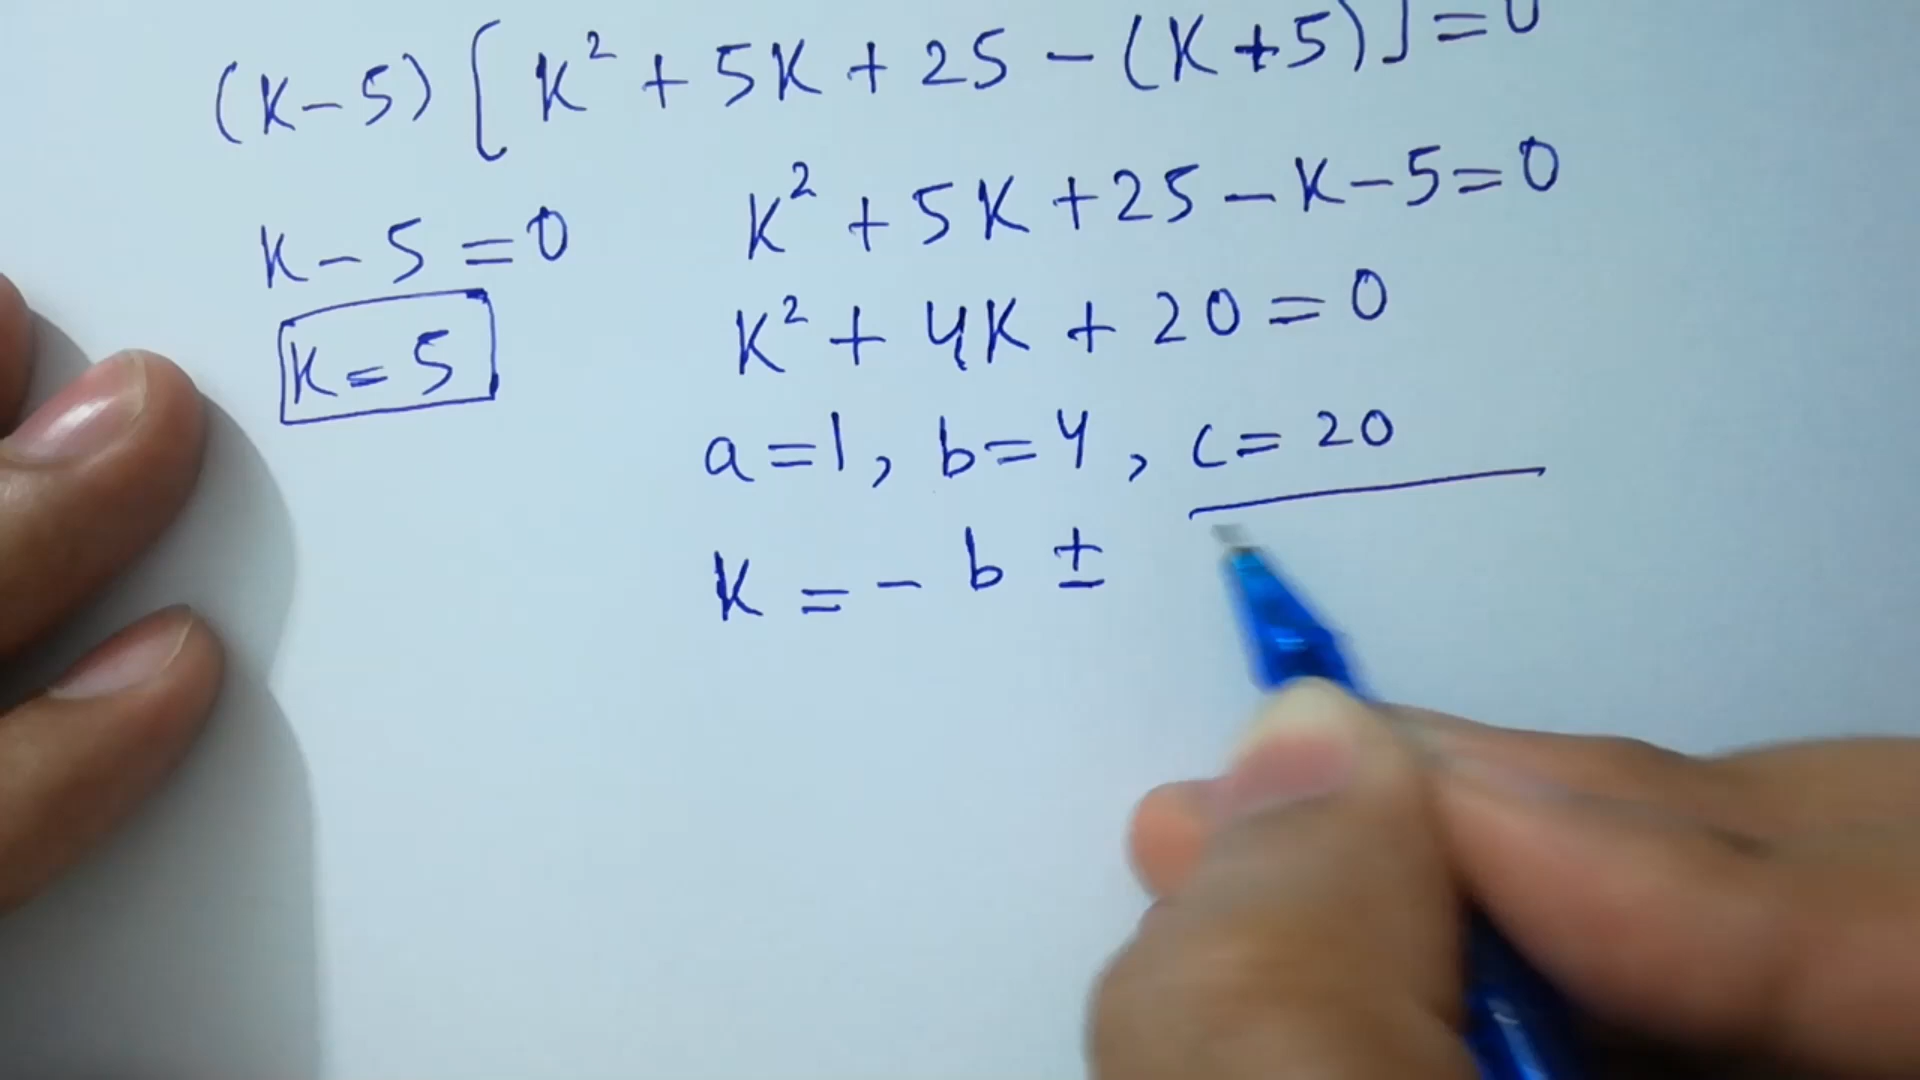 (K-5) [K² + 5K + 25 - (K+5)] = 0
K - 5 = 0
K² + 5K + 25 - K - 5 = 0
K = 5
K² + 4K + 20 = 0
a = 1, b = 4, c = 20
K = - b ±